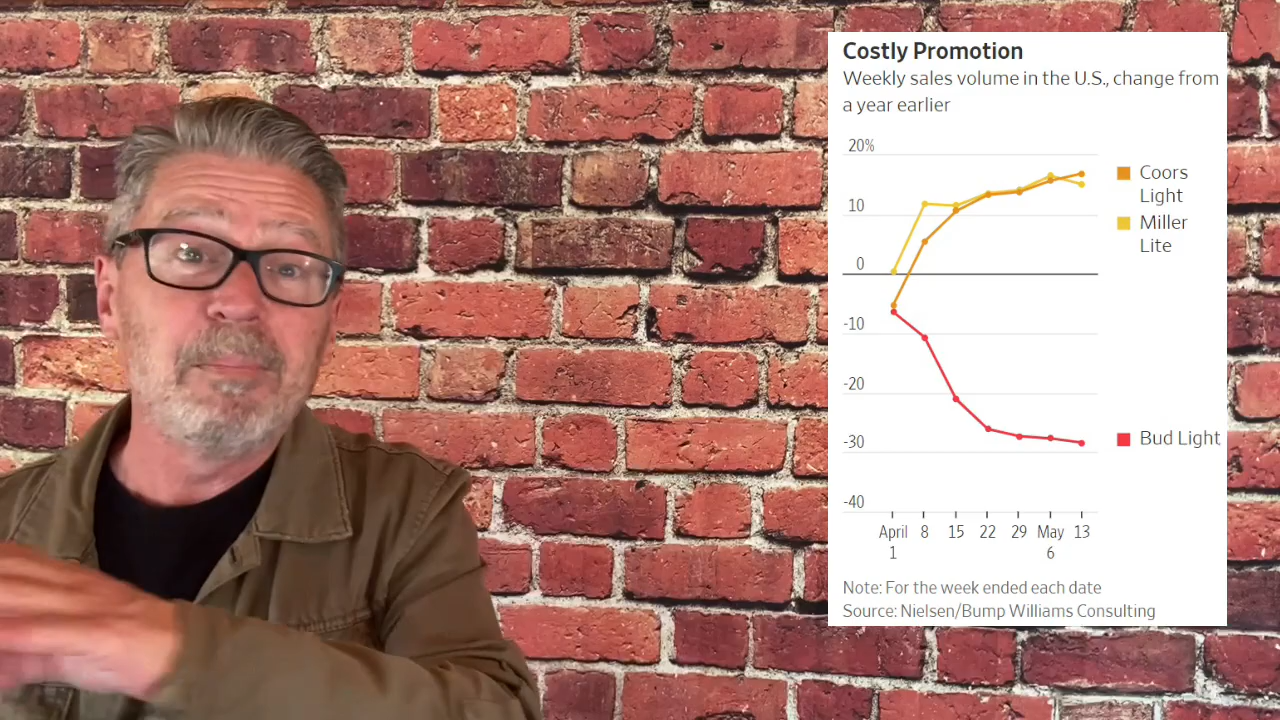 Costly Promotion
Weekly sales volume in the U.S., change from
a year earlier
20%
10
0
-10
-20
-30
-40
Coors
Light
Miller
Lite
Bud Light
April
1
8
15
22
29
May
6
13
Note: For the week ended each date
Source: Nielsen/Bump Williams Consulting